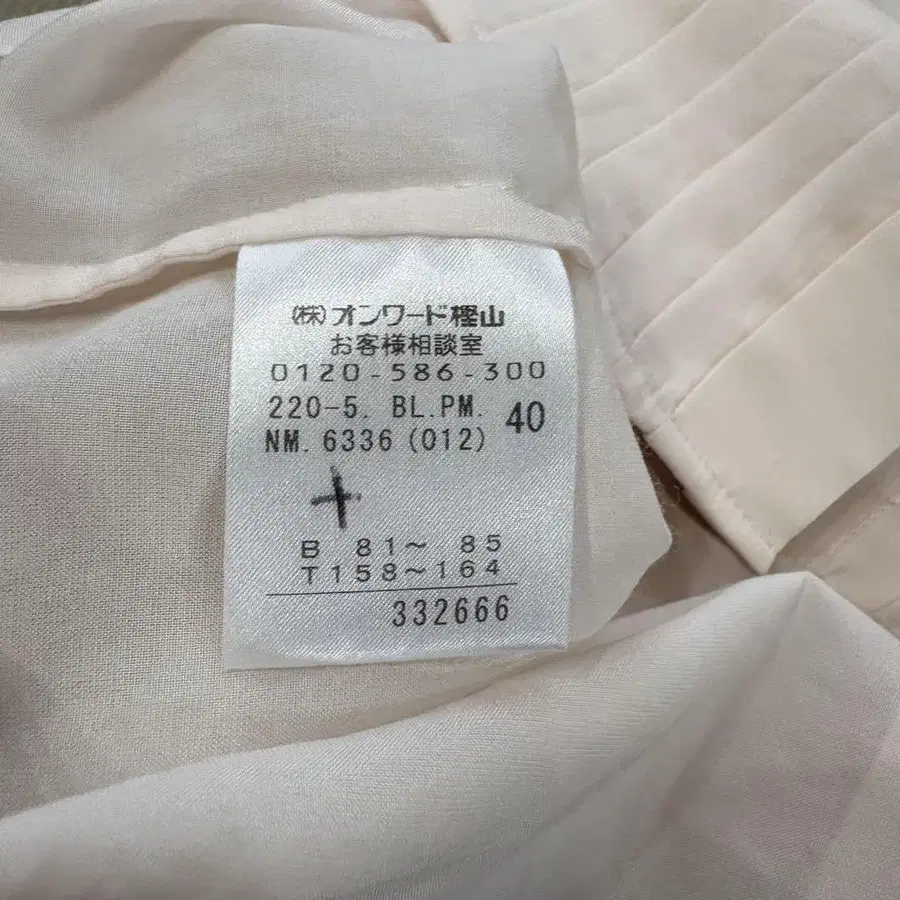 (株)オンワード樫山
お客様相談室
0120-586-300
220-5. BL.PM. 40
NM. 6336 (012)
B 81～ 85
T158～164
332666